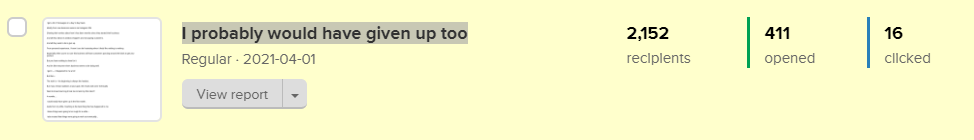 I probably would have given up too
Regular · 2021-04-01
View report
2,152
recipients
411
opened
16
clicked